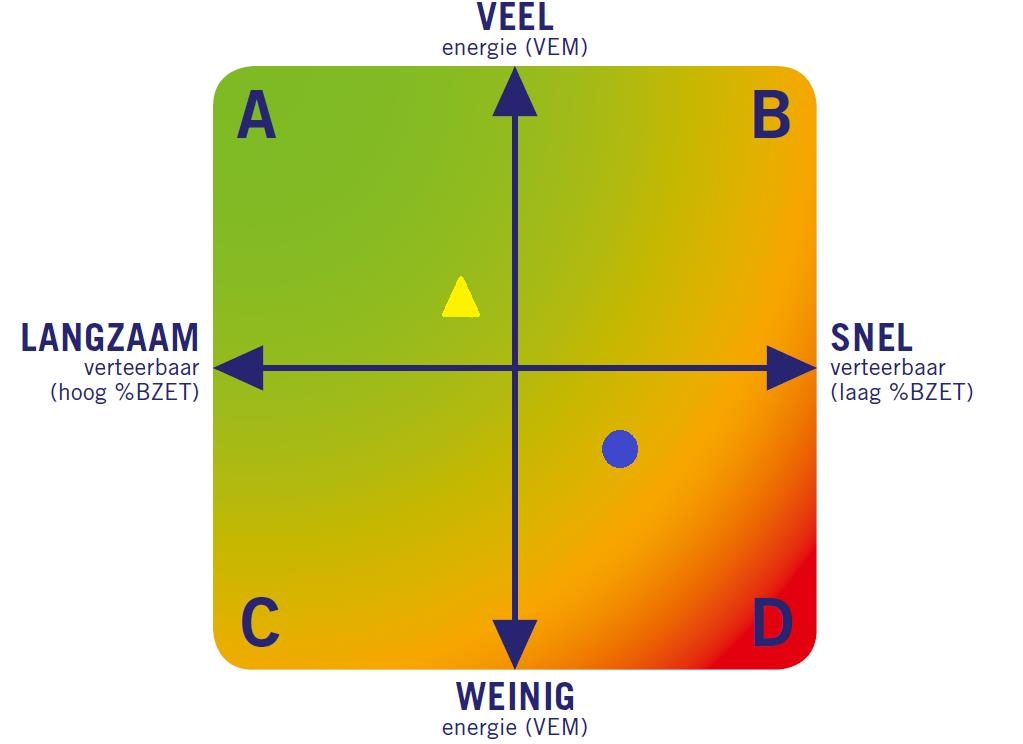 VEEL
energie (VEM)
A
B
LANGZAAM
verteerbaar
(hoog %BZET)
SNEL
verteerbaar
(laag %BZET)
C
D
WEINIG
energie (VEM)